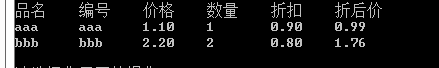 品名 编号 价格 数量 折扣 折后价
aaa aaa 1.10 1 0.90 0.99
bbb bbb 2.20 2 0.80 1.76